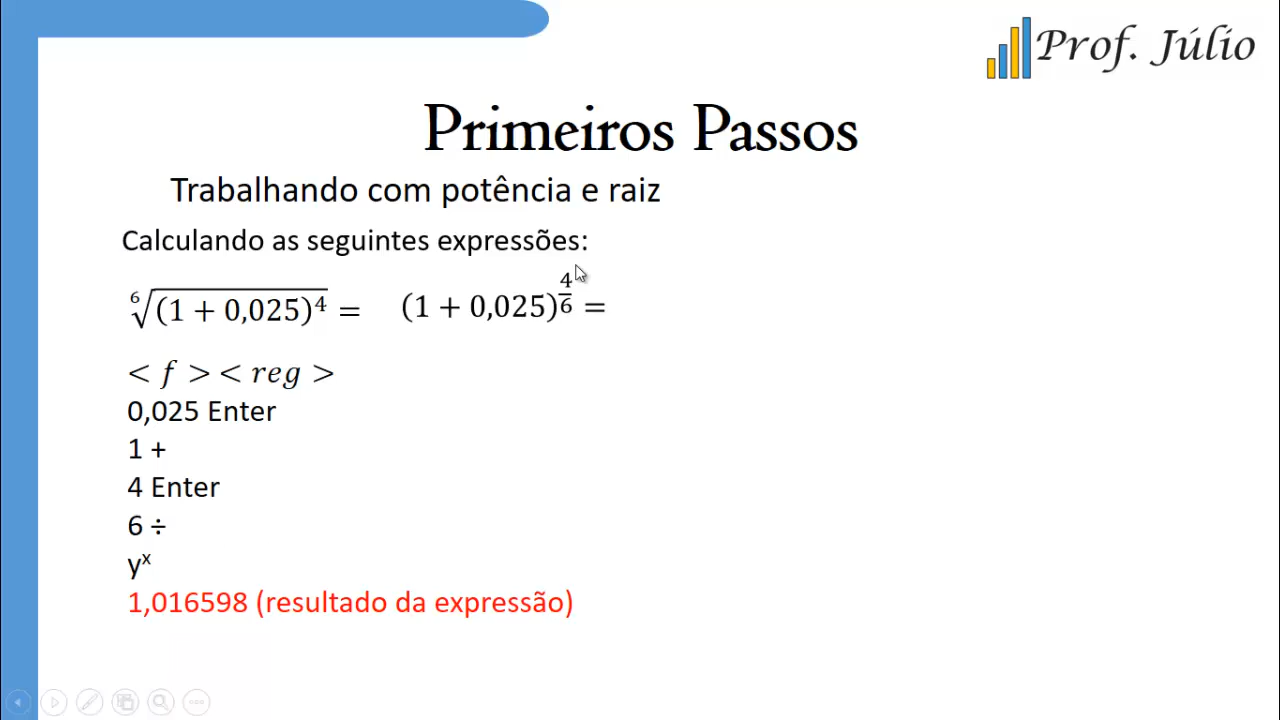 Prof. Júlio
Primeiros Passos
Trabalhando com potência e raiz
Calculando as seguintes expressões:
⁶√(1 + 0,025)⁴ = (1 + 0,025)^(4/6) =
< f > < reg >
0,025 Enter
1 +
4 Enter
6 ÷
yˣ
1,016598 (resultado da expressão)